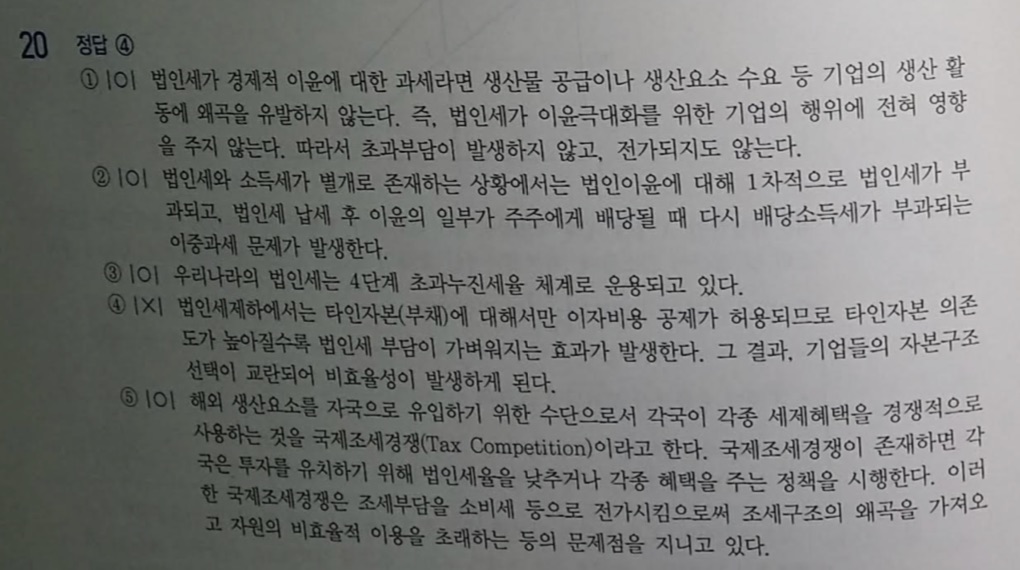 20 정답 ④
① |O| 법인세가 경제적 이윤에 대한 과세라면 생산물 공급이나 생산요소 수요 등 기업의 생산 활
동에 왜곡을 유발하지 않는다. 즉, 법인세가 이윤극대화를 위한 기업의 행위에 전혀 영향
을 주지 않는다. 따라서 초과부담이 발생하지 않고, 전가되지도 않는다.
② |O| 법인세와 소득세가 별개로 존재하는 상황에서는 법인이윤에 대해 1차적으로 법인세가 부
과되고, 법인세 납세 후 이윤의 일부가 주주에게 배당될 때 다시 배당소득세가 부과되는
이중과세 문제가 발생한다.
③ |O| 우리나라의 법인세는 4단계 초과누진세율 체계로 운용되고 있다.
④ |X| 법인세제하에서는 타인자본(부채)에 대해서만 이자비용 공제가 허용되므로 타인자본 의존
도가 높아질수록 법인세 부담이 가벼워지는 효과가 발생한다. 그 결과, 기업들의 자본구조
선택이 교란되어 비효율성이 발생하게 된다.
⑤ |O| 해외 생산요소를 자국으로 유입하기 위한 수단으로서 각국이 각종 세제혜택을 경쟁적으로
사용하는 것을 국제조세경쟁(Tax Competition)이라고 한다. 국제조세경쟁이 존재하면 각
국은 투자를 유치하기 위해 법인세율을 낮추거나 각종 혜택을 주는 정책을 시행한다. 이러
한 국제조세경쟁은 조세부담을 소비세 등으로 전가시킴으로써 조세구조의 왜곡을 가져오
고 자원의 비효율적 이용을 초래하는 등의 문제점을 지니고 있다.